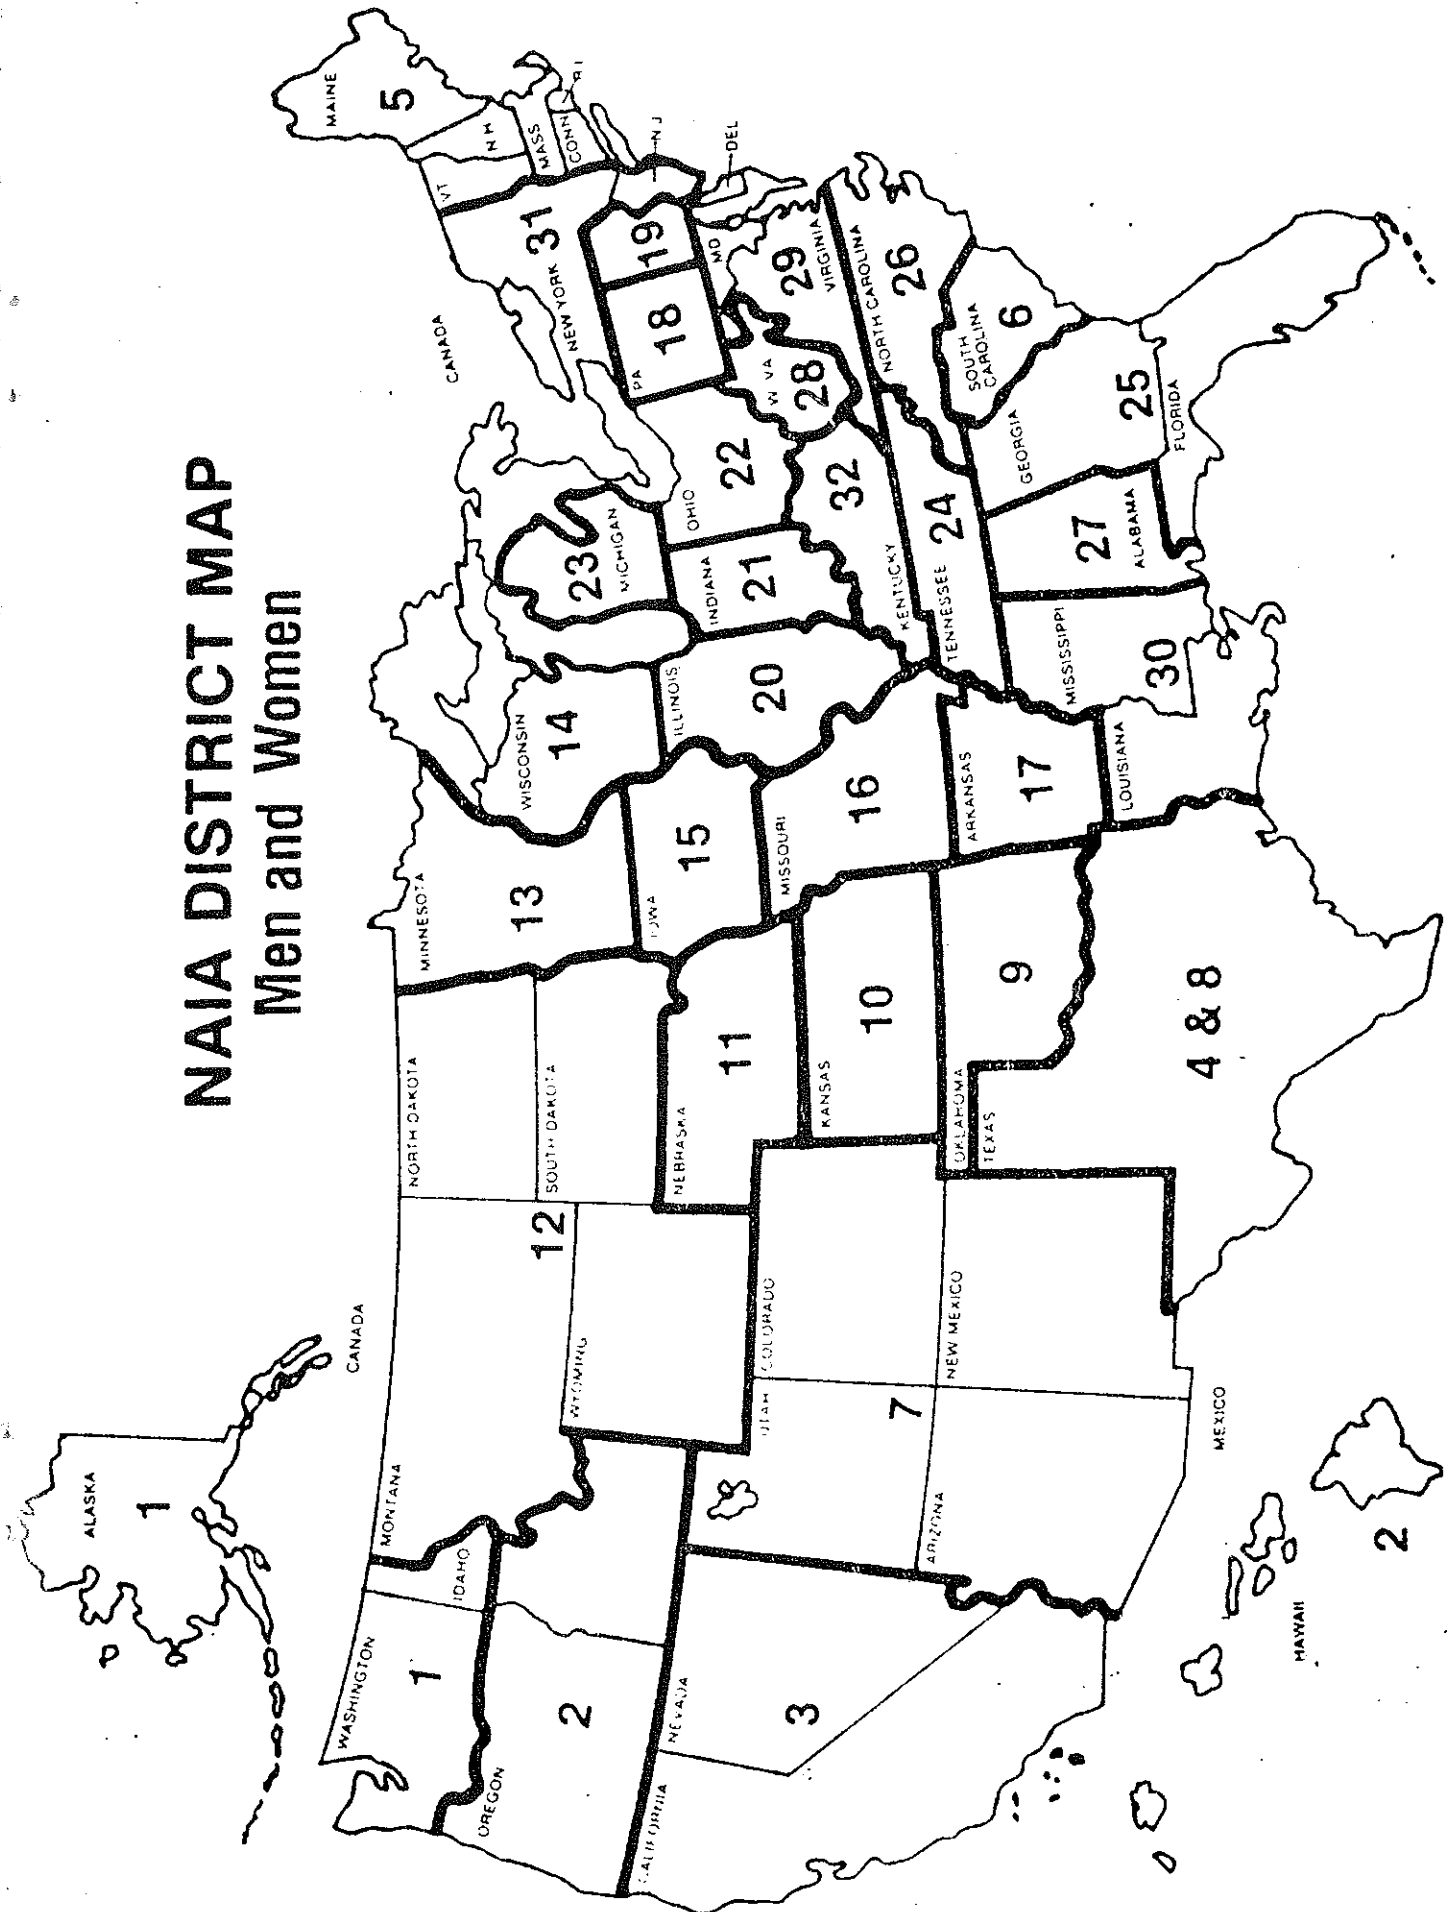 NAIA DISTRICT MAP
Men and Women
ALASKA
1
CANADA
CANADA
WASHINGTON
1
MONTANA
IDAHO
NORTH DAKOTA
MINNESOTA
13
WISCONSIN
14
23
MICHIGAN
NEW YORK
31
VT
N H
MAINE
5
MASS
CONN
R I
OREGON
2
12
WYOMING
SOUTH DAKOTA
IOWA
15
ILLINOIS
20
INDIANA
21
OHIO
22
PA
18
19
N J
DEL
MD
CALIFORNIA
NEVADA
3
UTAH
7
COLORADO
NEBRASKA
11
KANSAS
10
MISSOURI
16
KENTUCKY
32
W VA
28
29
VIRGINIA
ARIZONA
NEW MEXICO
OKLAHOMA
9
TEXAS
4 & 8
ARKANSAS
17
TENNESSEE
24
NORTH CAROLINA
26
SOUTH
CAROLINA
6
LOUISIANA
MISSISSIPPI
30
27
ALABAMA
GEORGIA
25
FLORIDA
MEXICO
HAWAII
2